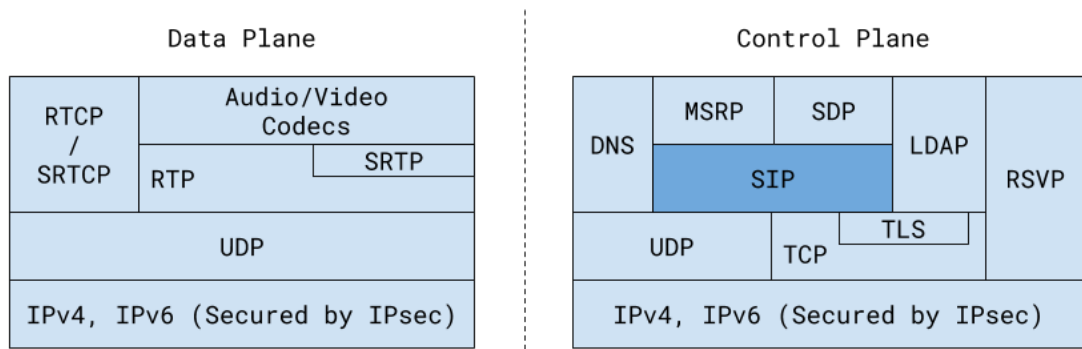 Data Plane
RTCP
/
SRTCP
Audio/Video
Codecs
RTP
SRTP
UDP
IPv4, IPv6 (Secured by IPsec)
Control Plane
DNS
MSRP
SDP
LDAP
RSVP
SIP
UDP
TCP
TLS
IPv4, IPv6 (Secured by IPsec)